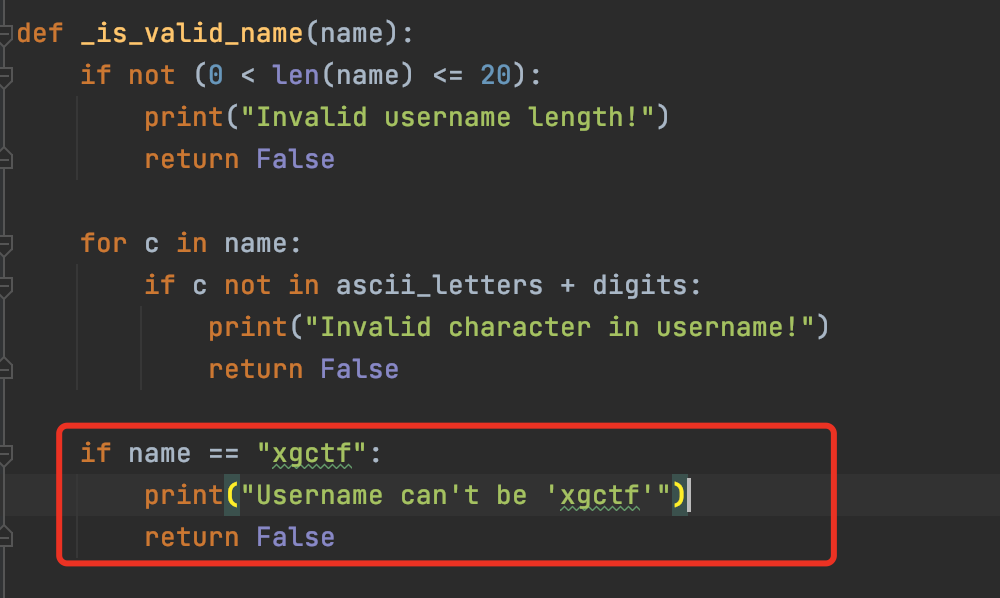 def _is_valid_name(name):
    if not (0 < len(name) <= 20):
        print("Invalid username length!")
        return False

    for c in name:
        if c not in ascii_letters + digits:
            print("Invalid character in username!")
            return False

    if name == "xgctf":
        print("Username can't be 'xgctf'")
        return False